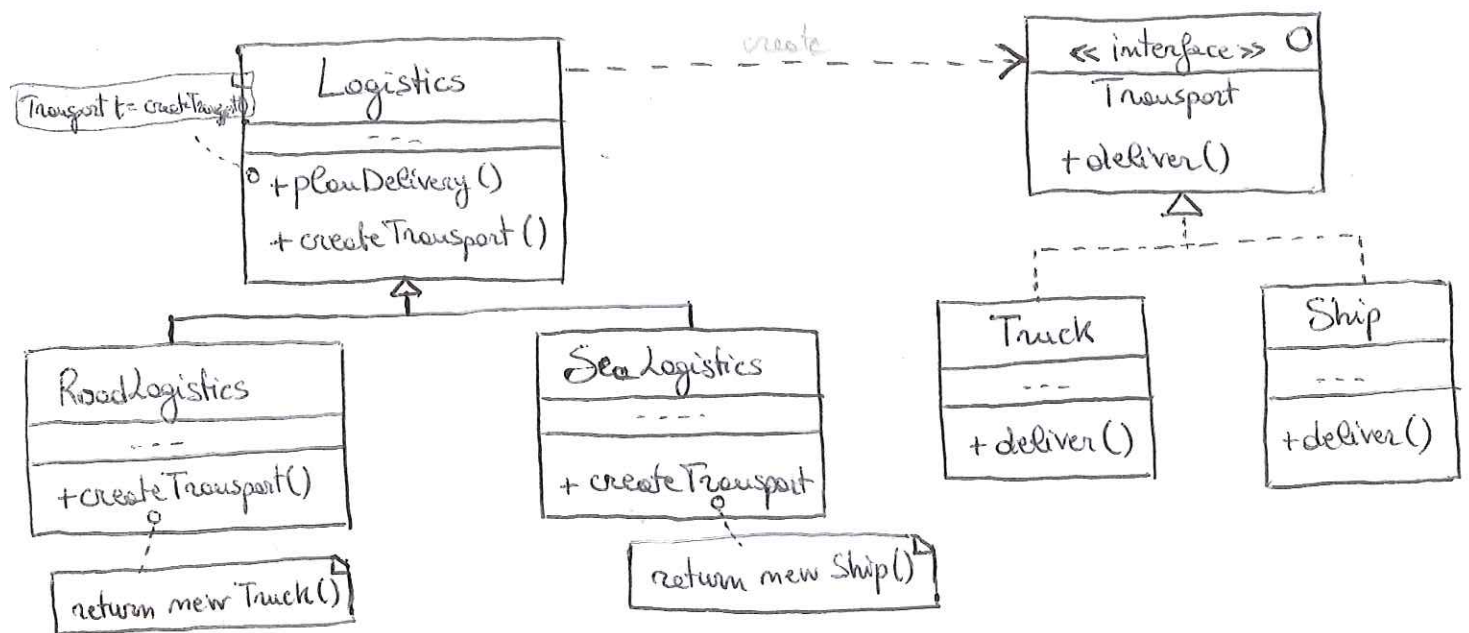 create
Logistics
Transport t = createTransport()
---
+ planDelivery()
+ createTransport()
<< interface >>
Transport
+ deliver()
RoadLogistics
---
+ createTransport()
return new Truck()
SeaLogistics
----
+ createTransport
return new Ship()
Truck
---
+ deliver()
Ship
---
+ deliver()